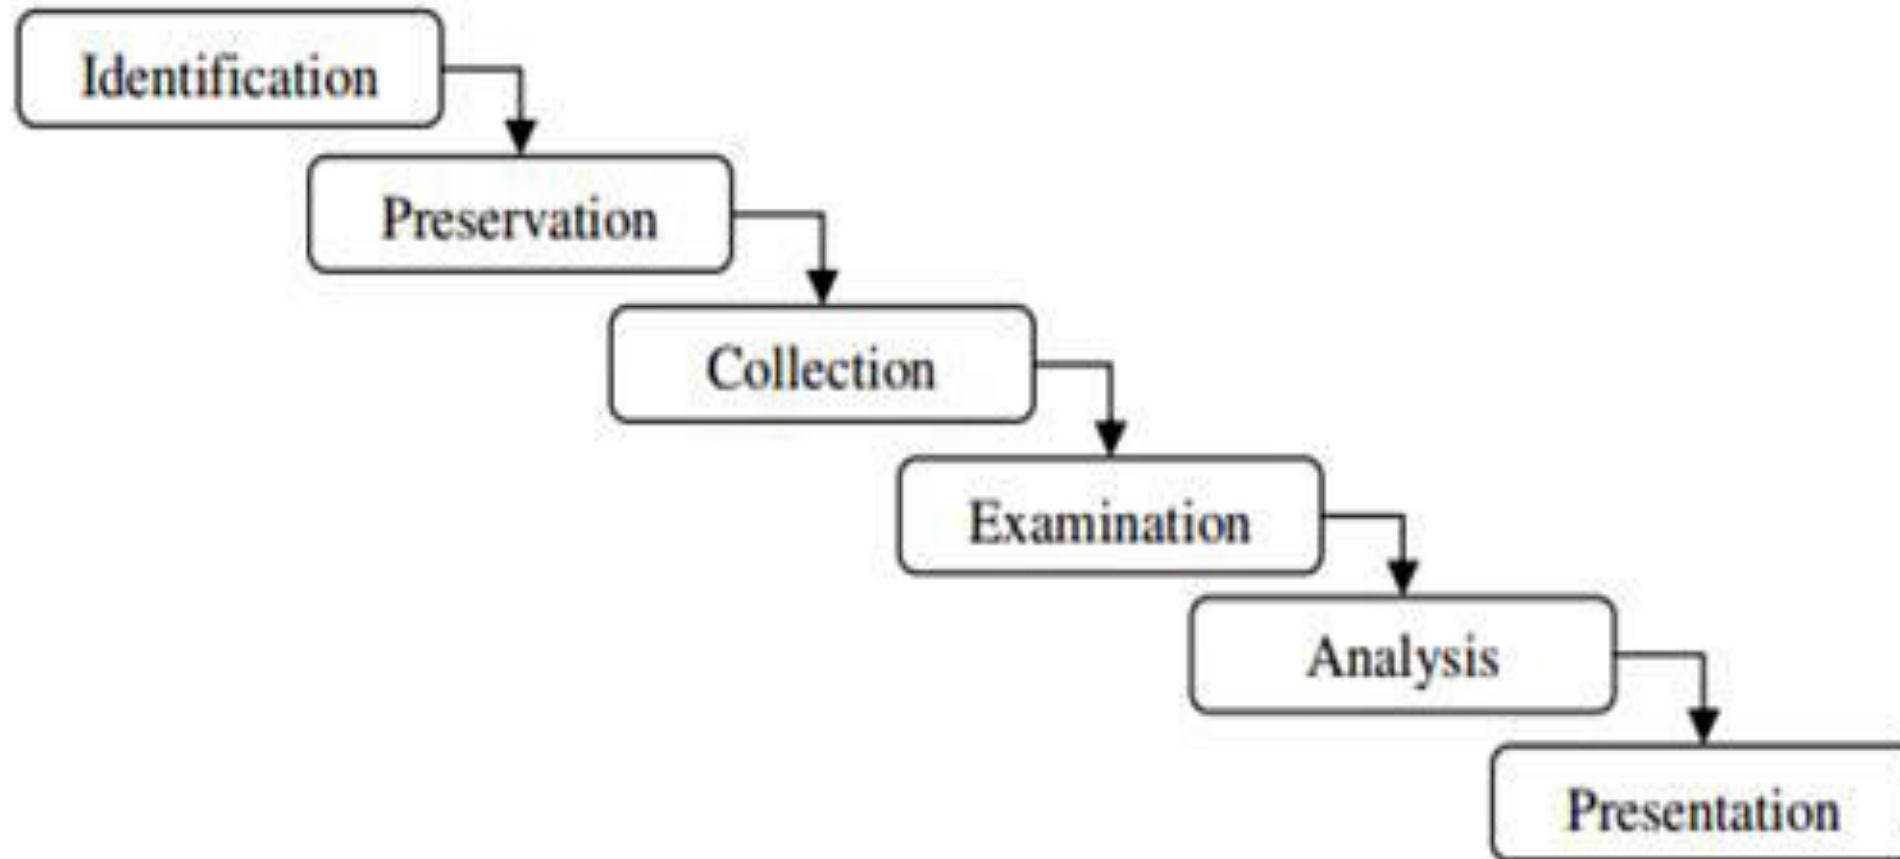 Identification
Preservation
Collection
Examination
Analysis
Presentation